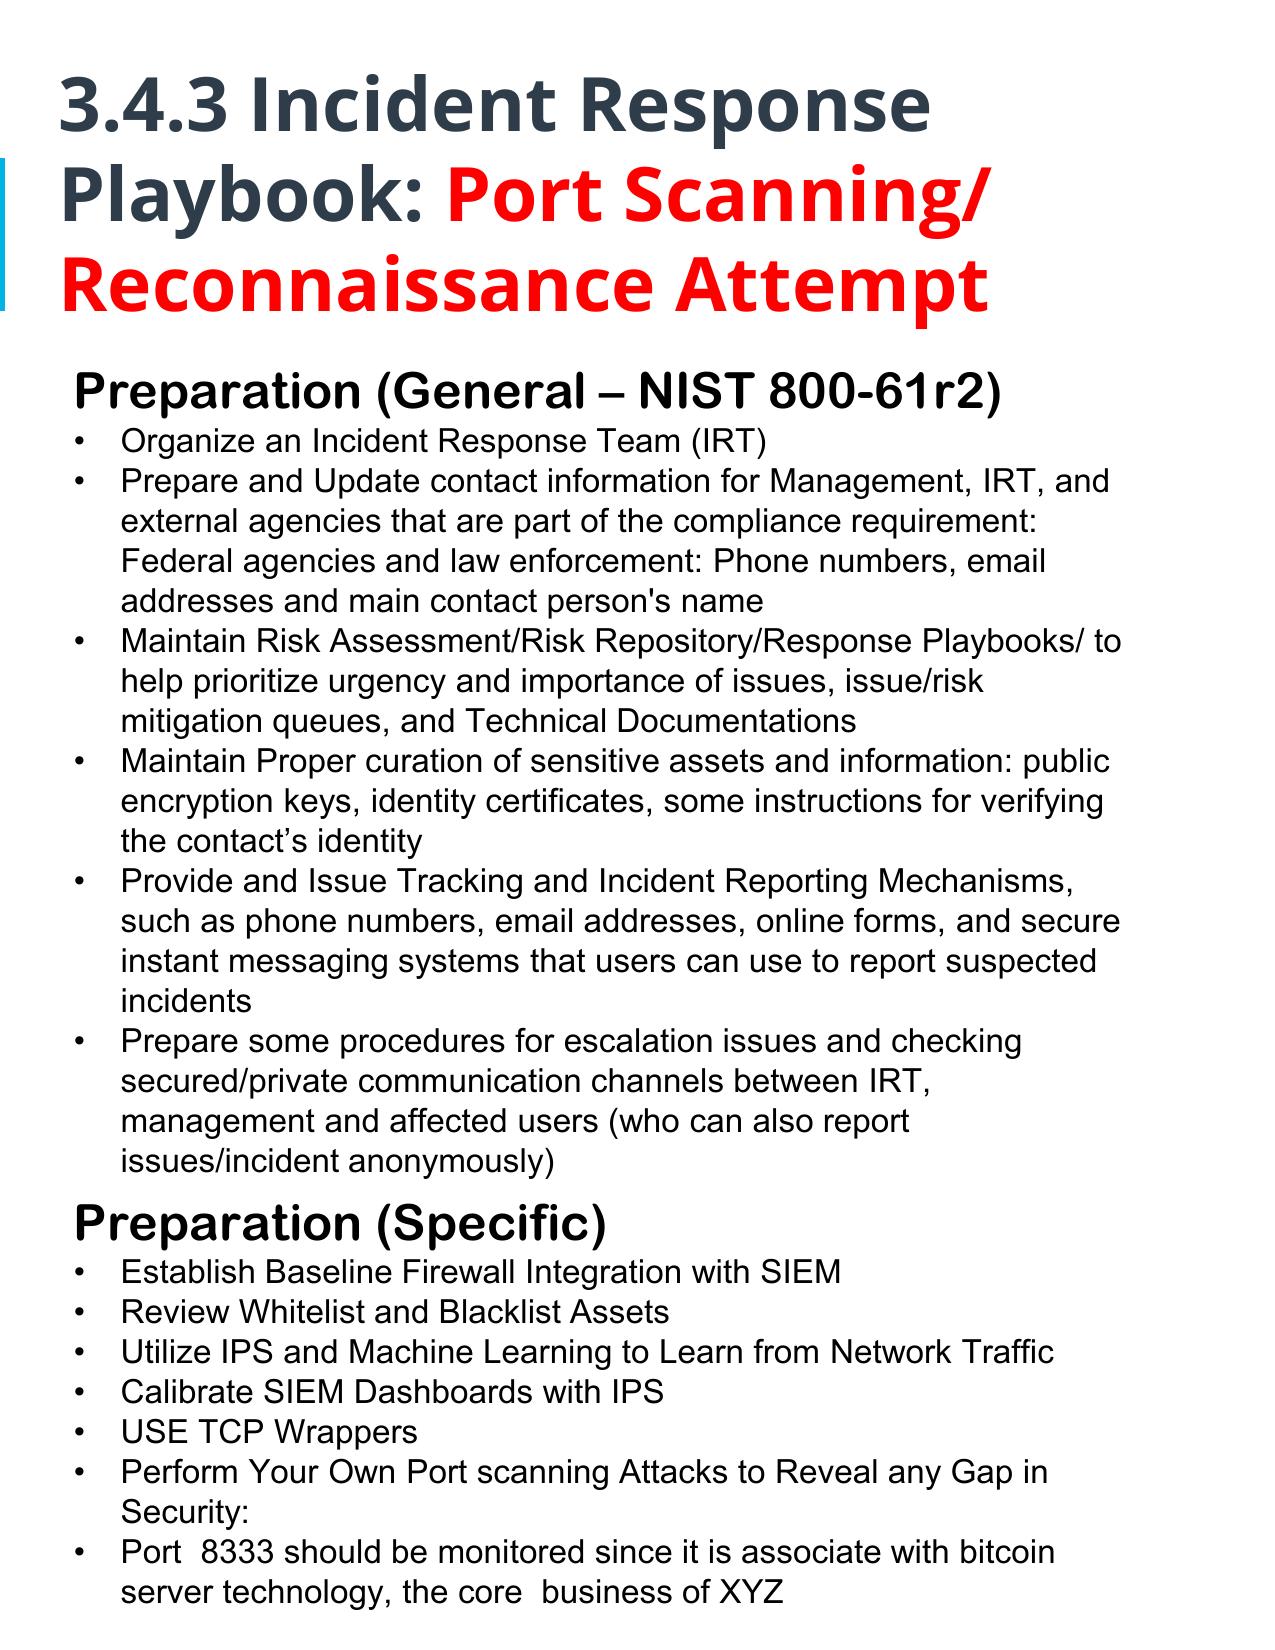 3.4.3 Incident Response
Playbook: Port Scanning/
Reconnaissance Attempt
Preparation (General – NIST 800-61r2)
• Organize an Incident Response Team (IRT)
• Prepare and Update contact information for Management, IRT, and
external agencies that are part of the compliance requirement:
Federal agencies and law enforcement: Phone numbers, email
addresses and main contact person's name
• Maintain Risk Assessment/Risk Repository/Response Playbooks/ to
help prioritize urgency and importance of issues, issue/risk
mitigation queues, and Technical Documentations
• Maintain Proper curation of sensitive assets and information: public
encryption keys, identity certificates, some instructions for verifying
the contact’s identity
• Provide and Issue Tracking and Incident Reporting Mechanisms,
such as phone numbers, email addresses, online forms, and secure
instant messaging systems that users can use to report suspected
incidents
• Prepare some procedures for escalation issues and checking
secured/private communication channels between IRT,
management and affected users (who can also report
issues/incident anonymously)
Preparation (Specific)
• Establish Baseline Firewall Integration with SIEM
• Review Whitelist and Blacklist Assets
• Utilize IPS and Machine Learning to Learn from Network Traffic
• Calibrate SIEM Dashboards with IPS
• USE TCP Wrappers
• Perform Your Own Port scanning Attacks to Reveal any Gap in
Security:
• Port  8333 should be monitored since it is associate with bitcoin
server technology, the core  business of XYZ